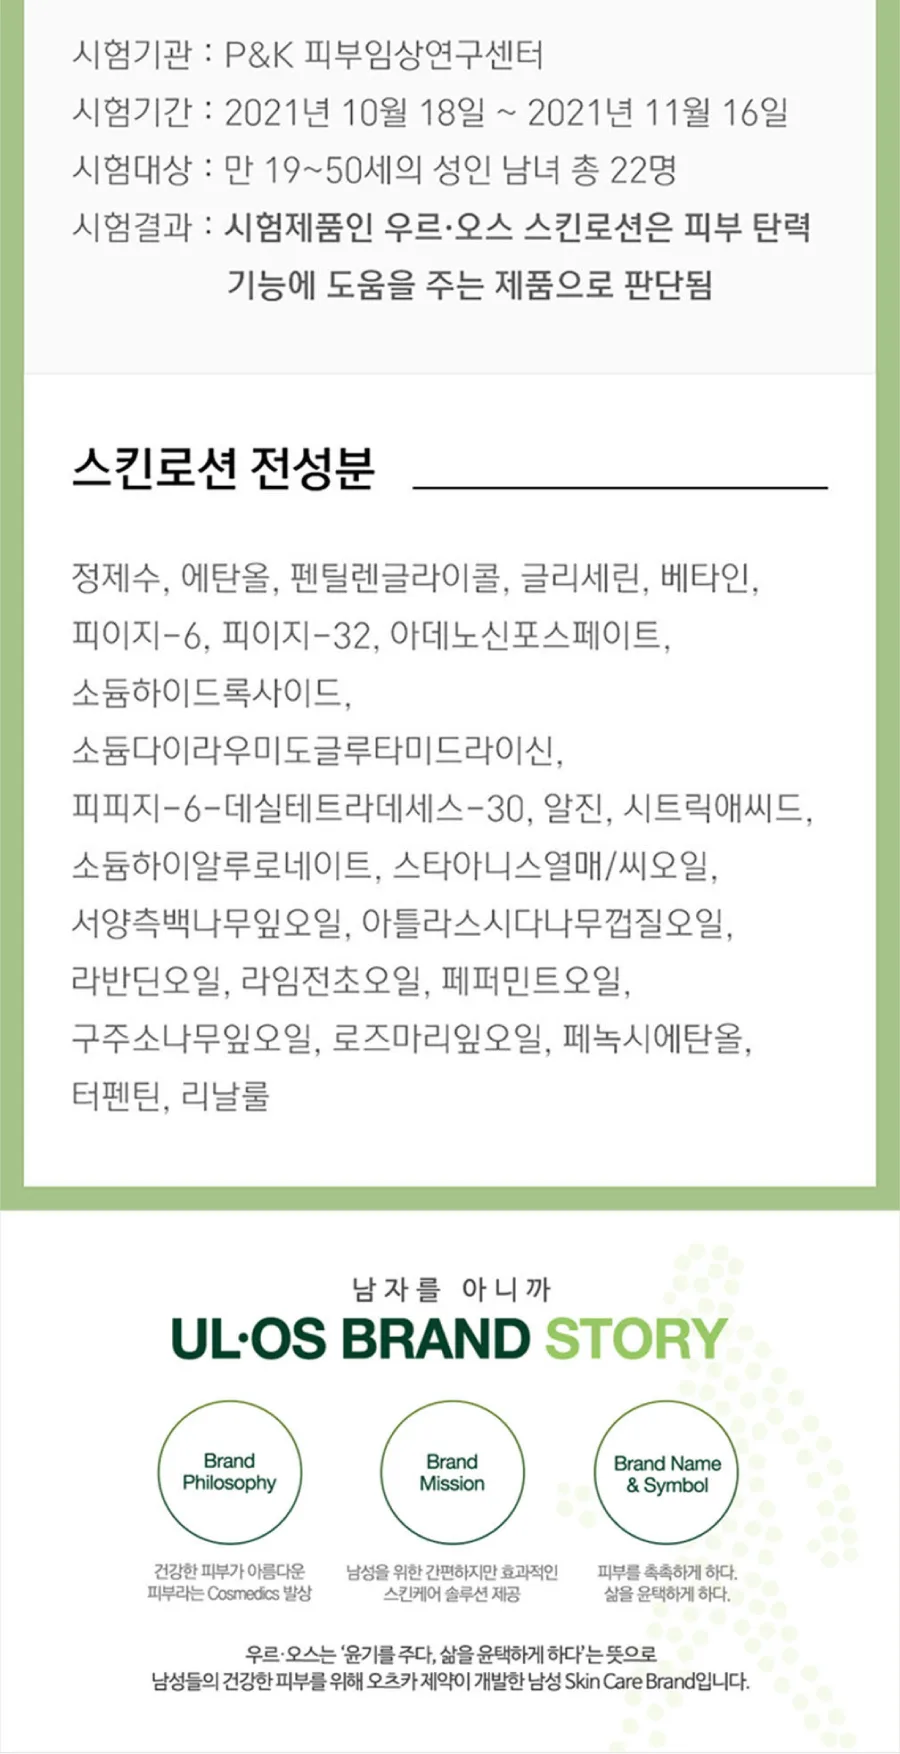 시험기관 : P&K 피부임상연구센터
시험기간 : 2021년 10월 18일 ~ 2021년 11월 16일
시험대상 : 만 19~50세의 성인 남녀 총 22명
시험결과 : 시험제품인 우르·오스 스킨로션은 피부 탄력
기능에 도움을 주는 제품으로 판단됨
스킨로션 전성분
정제수, 에탄올, 펜틸렌글라이콜, 글리세린, 베타인,
피이지-6, 피이지-32, 아데노신포스페이트,
소듐하이드록사이드,
소듐다이라우미도글루타미드라이신,
피피지-6-데실테트라데세스-30, 알진, 시트릭애씨드,
소듐하이알루로네이트, 스타아니스열매/씨오일,
서양측백나무잎오일, 아틀라스시다나무껍질오일,
라반딘오일, 라임전초오일, 페퍼민트오일,
구주소나무잎오일, 로즈마리잎오일, 페녹시에탄올,
터펜틴, 리날룰
남자를 아니까
UL·OS BRAND STORY
Brand
Philosophy
건강한 피부가 아름다운
피부라는 Cosmedics 발상
Brand
Mission
남성을 위한 간편하지만 효과적인
스킨케어 솔루션 제공
Brand Name
& Symbol
피부를 촉촉하게 하다.
삶을 윤택하게 하다.
우르·오스는 '윤기를 주다, 삶을 윤택하게 하다'는 뜻으로
남성들의 건강한 피부를 위해 오츠카 제약이 개발한 남성 Skin Care Brand입니다.